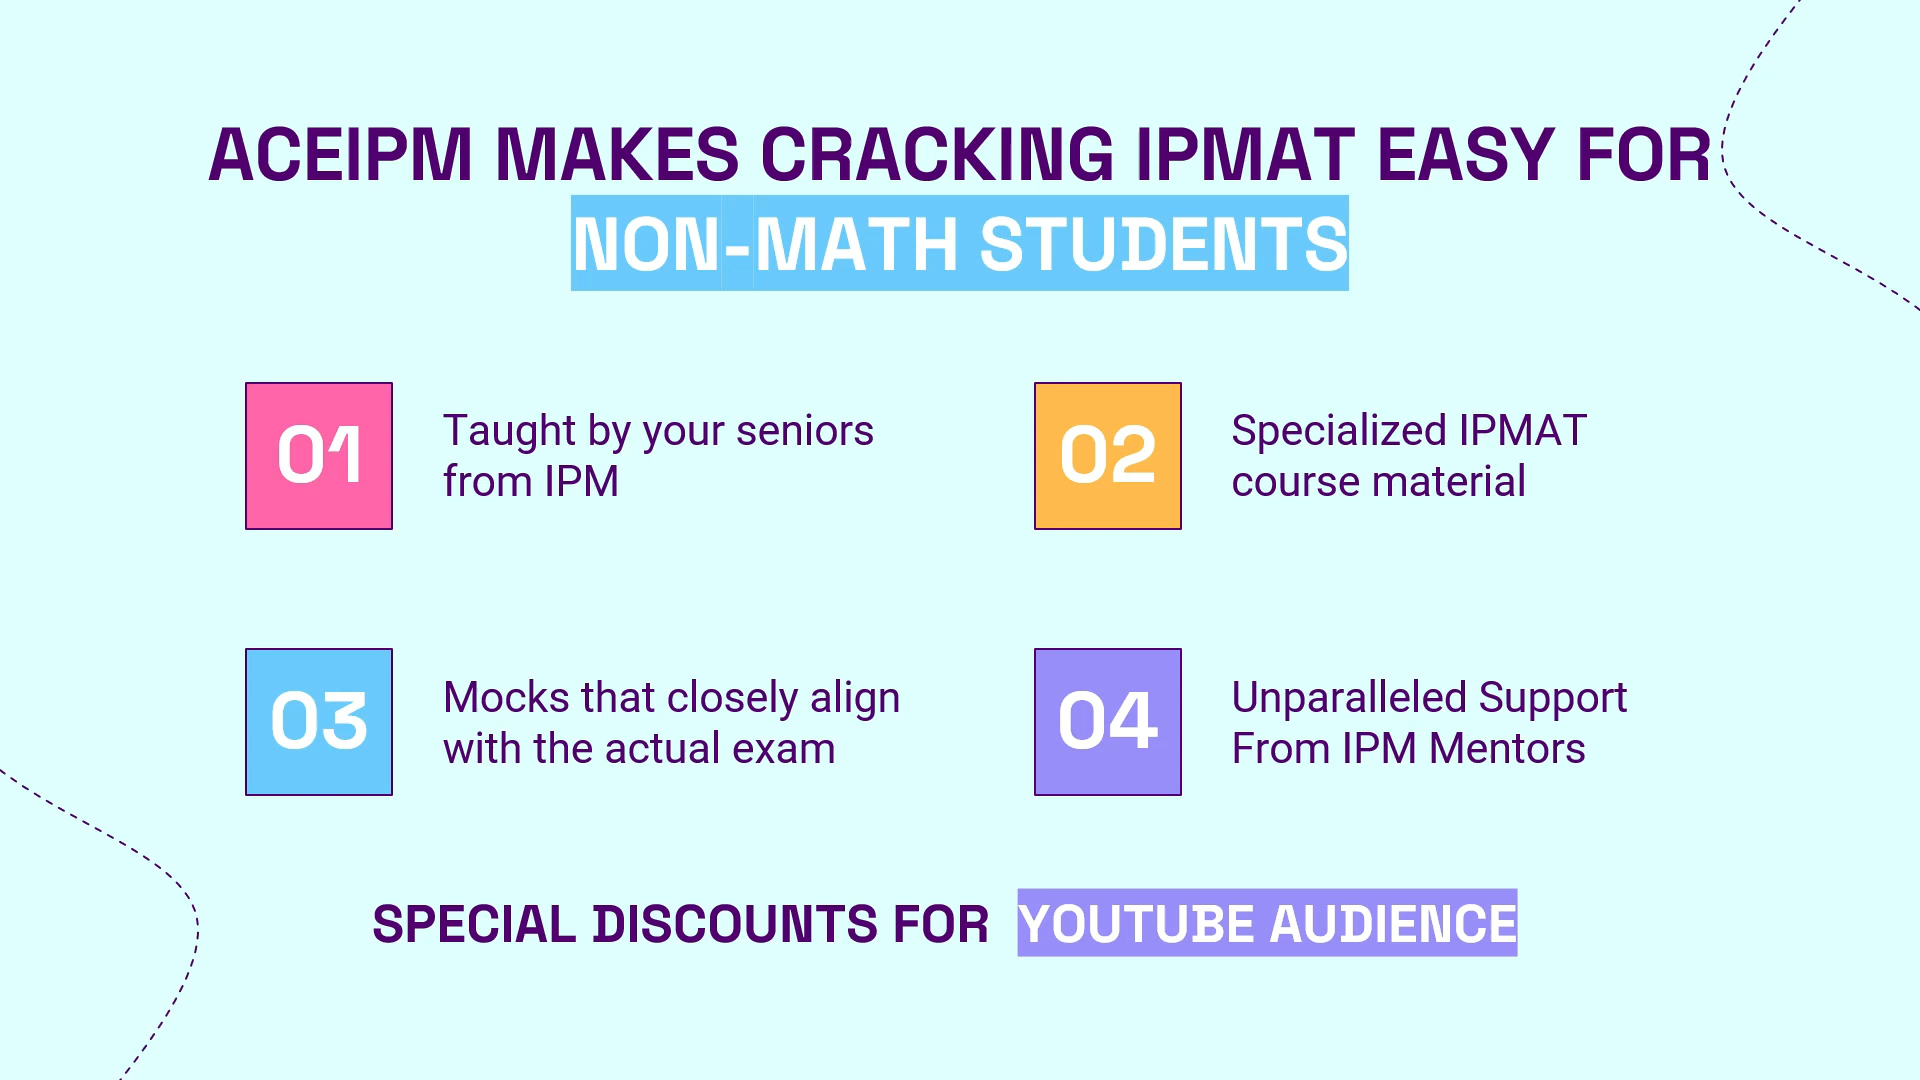 ACEIPM MAKES CRACKING IPMAT EASY FOR
NON-MATH STUDENTS
01
Taught by your seniors
from IPM
02
Specialized IPMAT
course material
03
Mocks that closely align
with the actual exam
04
Unparalleled Support
From IPM Mentors
SPECIAL DISCOUNTS FOR YOUTUBE AUDIENCE